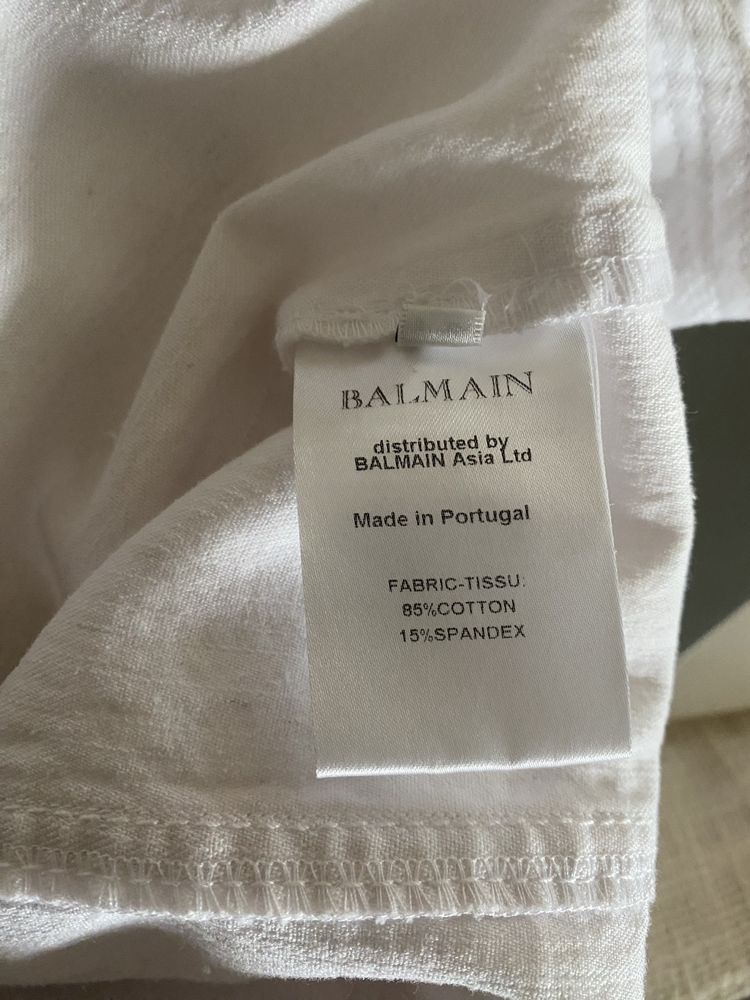 BALMAIN
distributed by
BALMAIN Asia Ltd
Made in Portugal
FABRIC-TISSU:
85%COTTON
15%SPANDEX